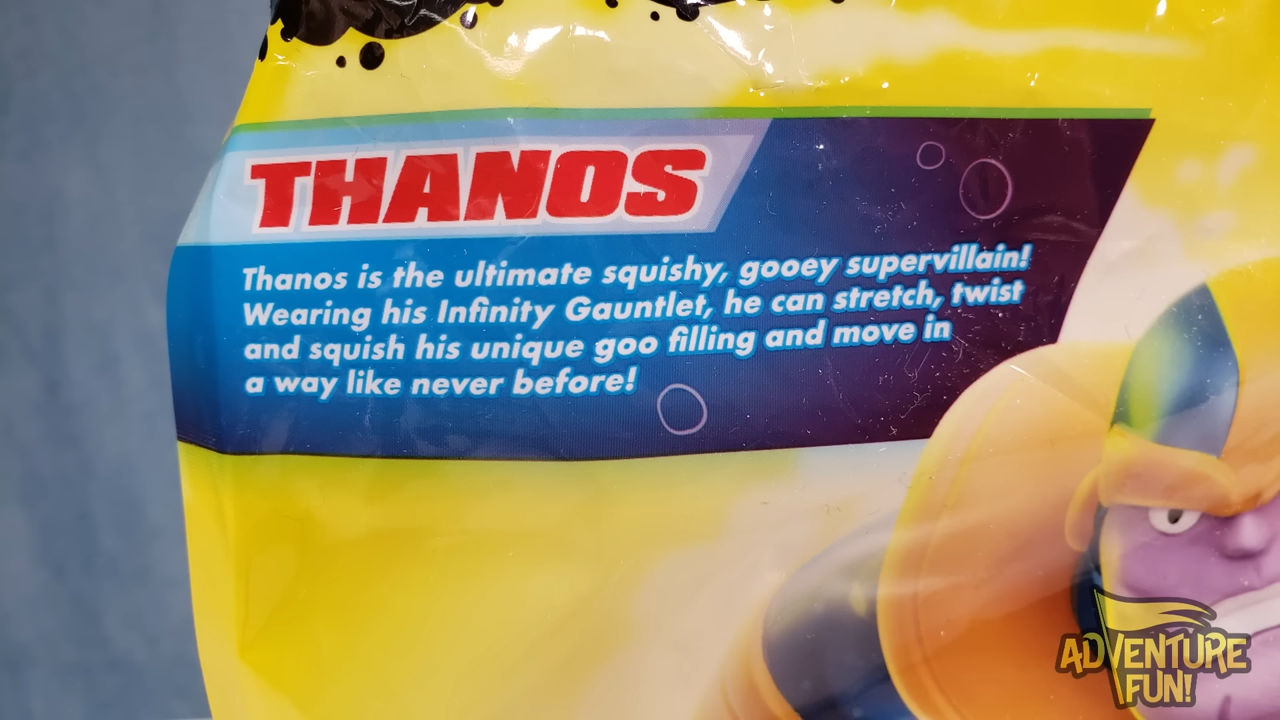 THANOS
Thanos is the ultimate squishy, gooey supervillain!
Wearing his Infinity Gauntlet, he can stretch, twist
and squish his unique goo filling and move in
a way like never before!
ADVENTURE
FUN!